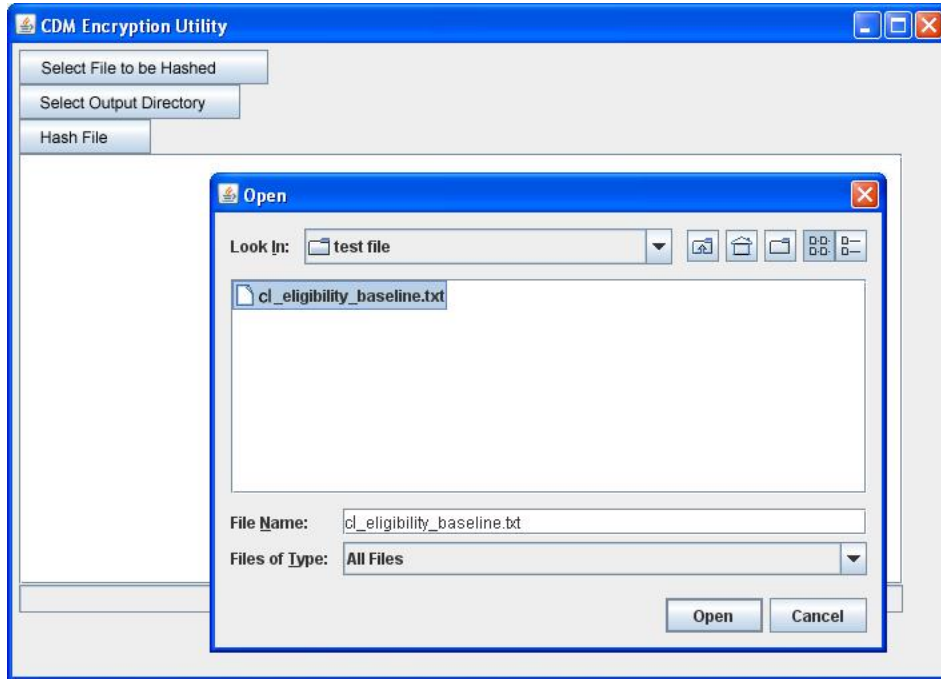 CDM Encryption Utility
Select File to be Hashed
Select Output Directory
Hash File
Open
Look In: test file
cl_eligibility_baseline.txt
File Name: cl_eligibility_baseline.txt
Files of Type: All Files
Open Cancel